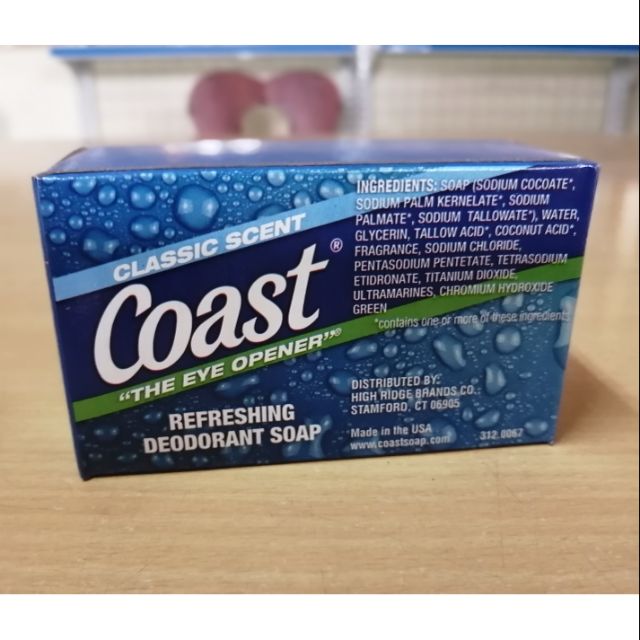 CLASSIC SCENT
Coast®
"THE EYE OPENER"®
REFRESHING
DEODORANT SOAP
INGREDIENTS: SOAP (SODIUM COCOATE*,
SODIUM PALM KERNELATE*, SODIUM
PALMATE*, SODIUM TALLOWATE*), WATER,
GLYCERIN, TALLOW ACID*, COCONUT ACID*,
FRAGRANCE, SODIUM CHLORIDE,
PENTASODIUM PENTETATE, TETRASODIUM
ETIDRONATE, TITANIUM DIOXIDE,
ULTRAMARINES, CHROMIUM HYDROXIDE
GREEN
*contains one or more of these ingredients
DISTRIBUTED BY:
HIGH RIDGE BRANDS CO.
STAMFORD, CT 06905
Made in the USA
www.coastsoap.com 312.0067